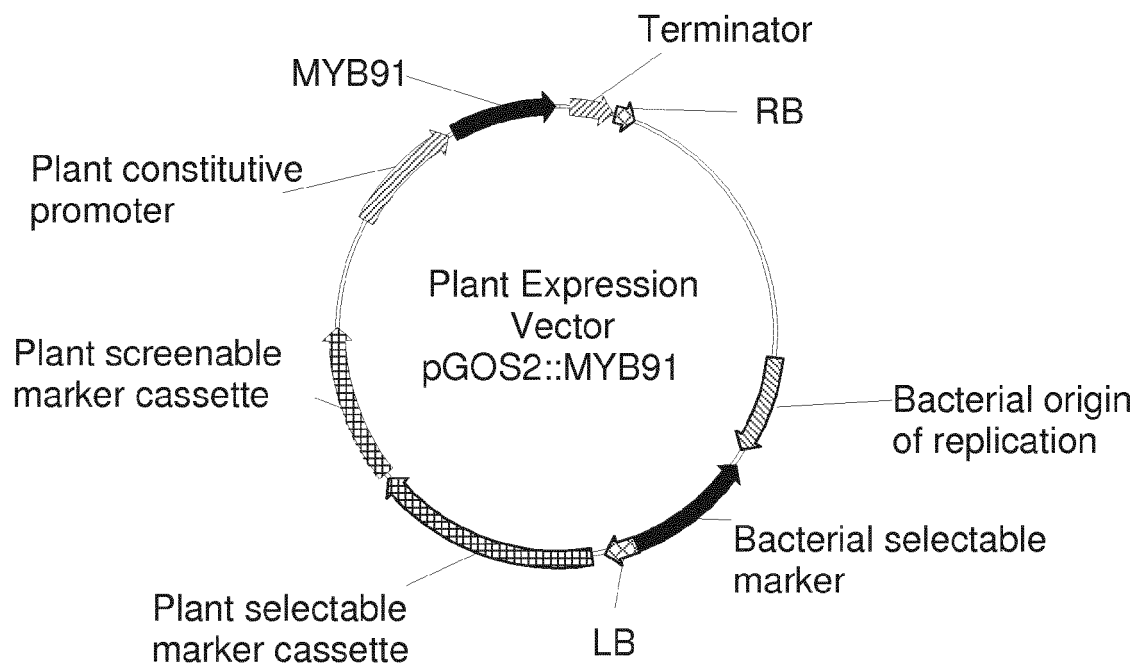 Terminator
MYB91
RB
Plant constitutive
promoter
Plant Expression
Vector
pGOS2::MYB91
Plant screenable
marker cassette
Bacterial origin
of replication
Bacterial selectable
marker
Plant selectable
marker cassette
LB